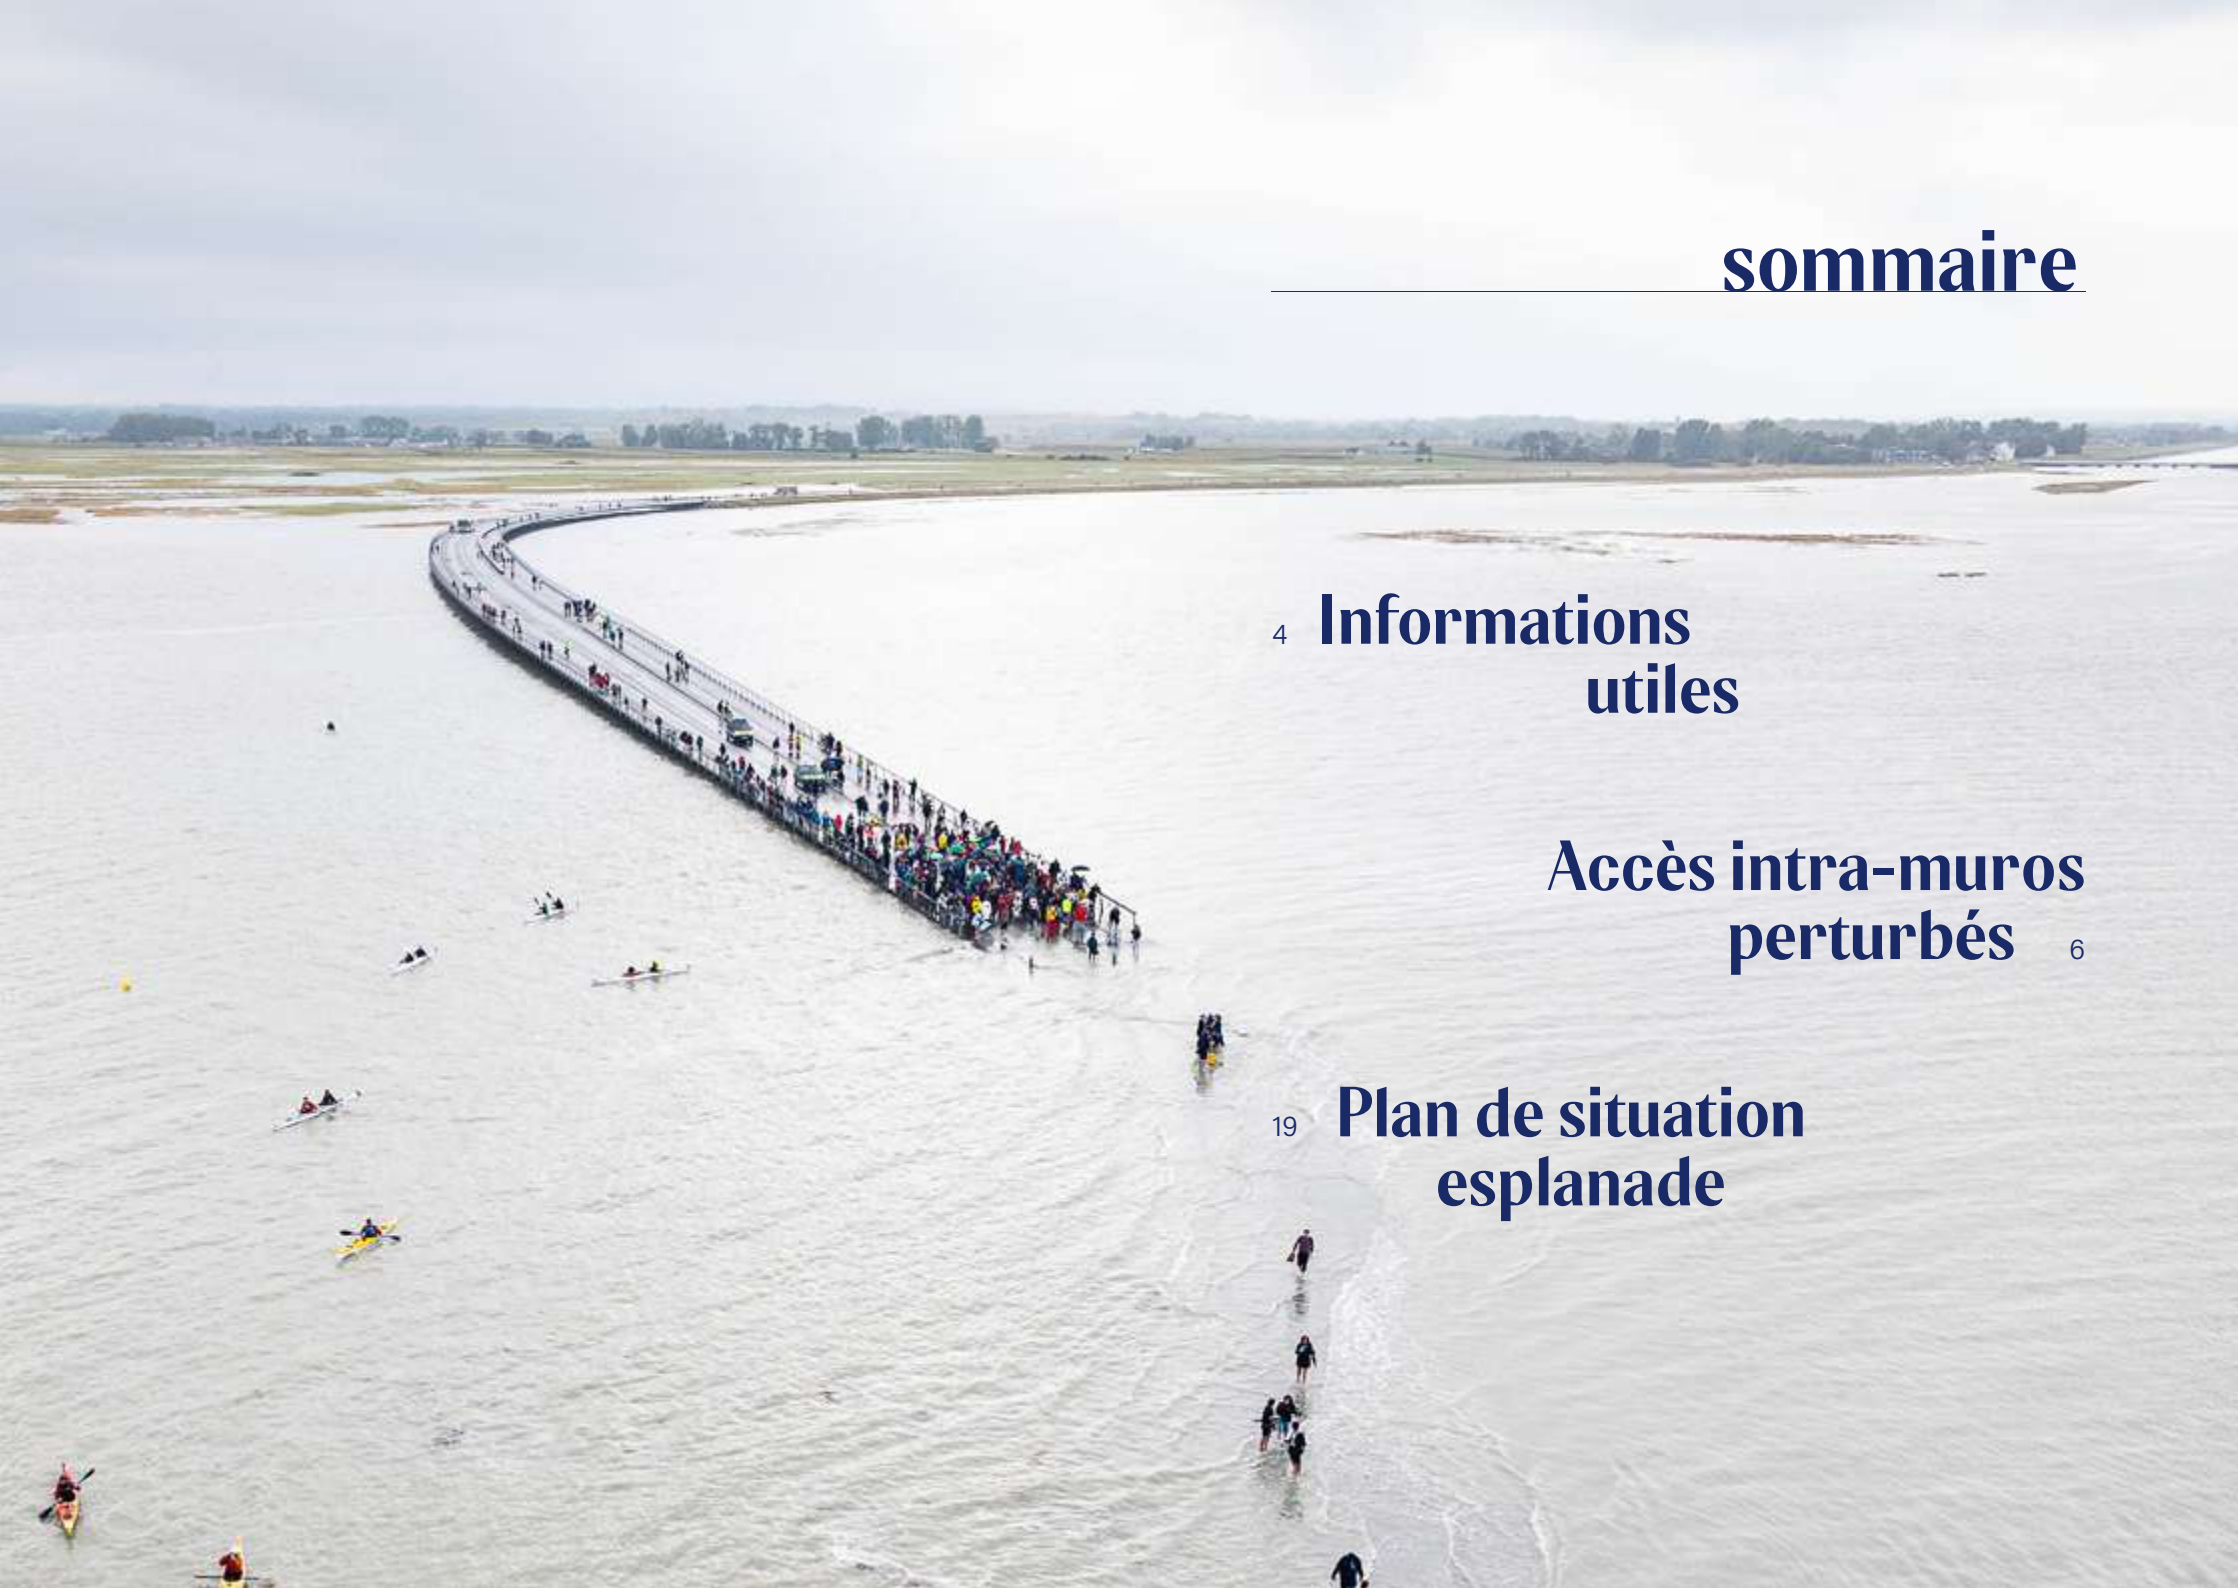 sommaire
4 Informations
utiles
Accès intra-muros
perturbés 6
19 Plan de situation
esplanade